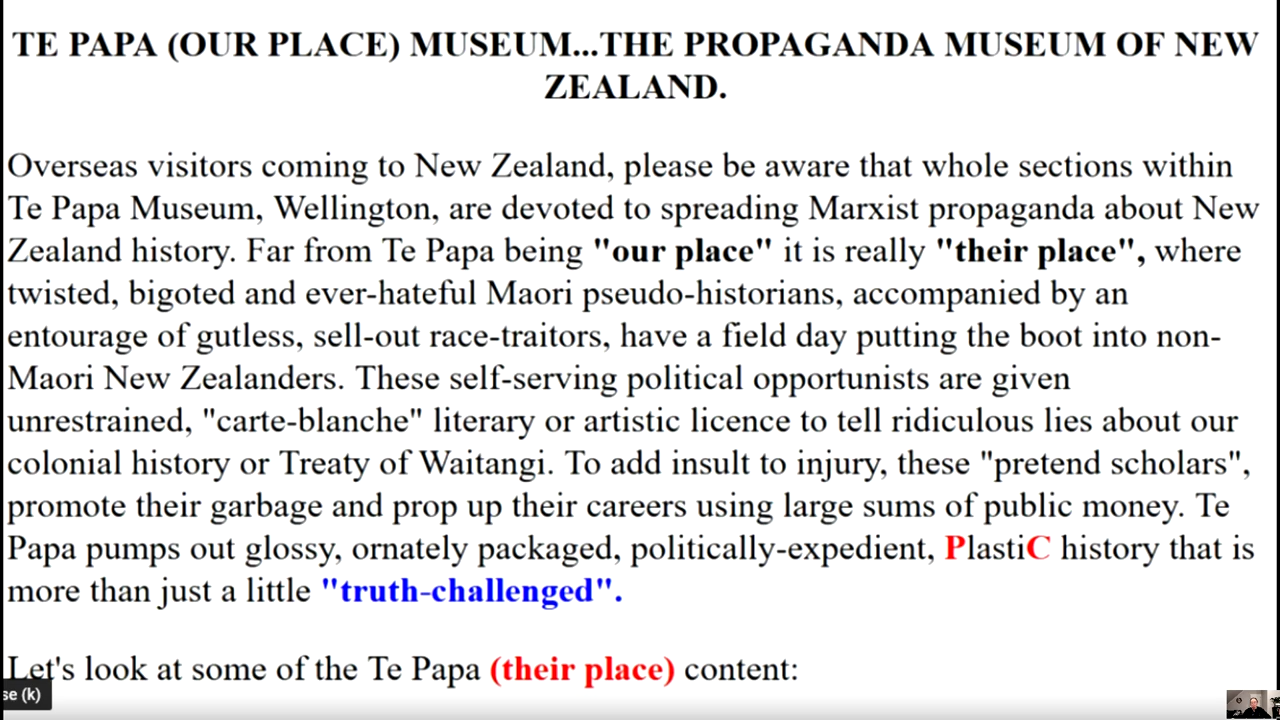 TE PAPA (OUR PLACE) MUSEUM...THE PROPAGANDA MUSEUM OF NEW
ZEALAND.
Overseas visitors coming to New Zealand, please be aware that whole sections within
Te Papa Museum, Wellington, are devoted to spreading Marxist propaganda about New
Zealand history. Far from Te Papa being "our place" it is really "their place", where
twisted, bigoted and ever-hateful Maori pseudo-historians, accompanied by an
entourage of gutless, sell-out race-traitors, have a field day putting the boot into non-
Maori New Zealanders. These self-serving political opportunists are given
unrestrained, "carte-blanche" literary or artistic licence to tell ridiculous lies about our
colonial history or Treaty of Waitangi. To add insult to injury, these "pretend scholars",
promote their garbage and prop up their careers using large sums of public money. Te
Papa pumps out glossy, ornately packaged, politically-expedient, PlastiC history that is
more than just a little "truth-challenged".
Let's look at some of the Te Papa (their place) content:
se (k)